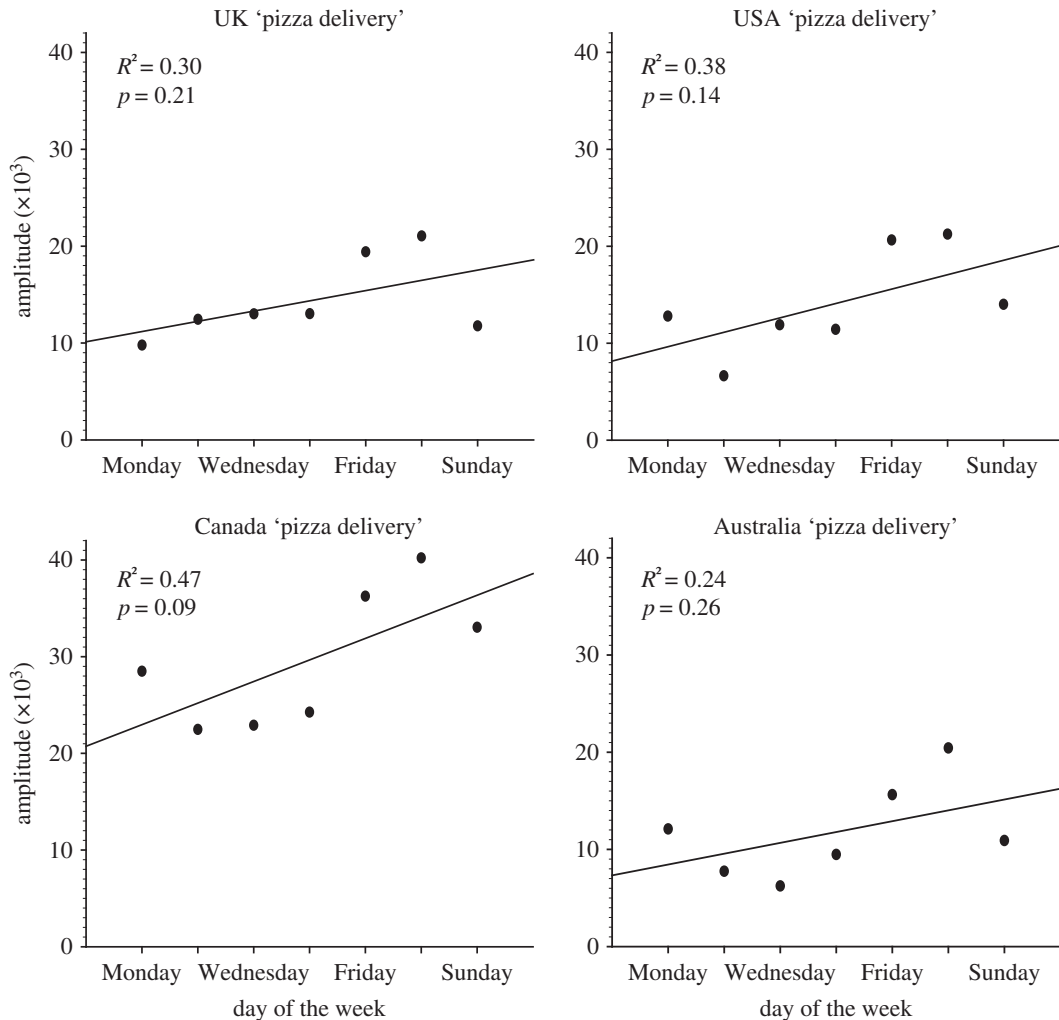 UK ‘pizza delivery’
R² = 0.30
p = 0.21
amplitude (×10³)
40
30
20
10
0
Monday Wednesday Friday Sunday
USA ‘pizza delivery’
R² = 0.38
p = 0.14
40
30
20
10
0
Monday Wednesday Friday Sunday
Canada ‘pizza delivery’
R² = 0.47
p = 0.09
amplitude (×10³)
40
30
20
10
0
Monday Wednesday Friday Sunday
day of the week
Australia ‘pizza delivery’
R² = 0.24
p = 0.26
40
30
20
10
0
Monday Wednesday Friday Sunday
day of the week